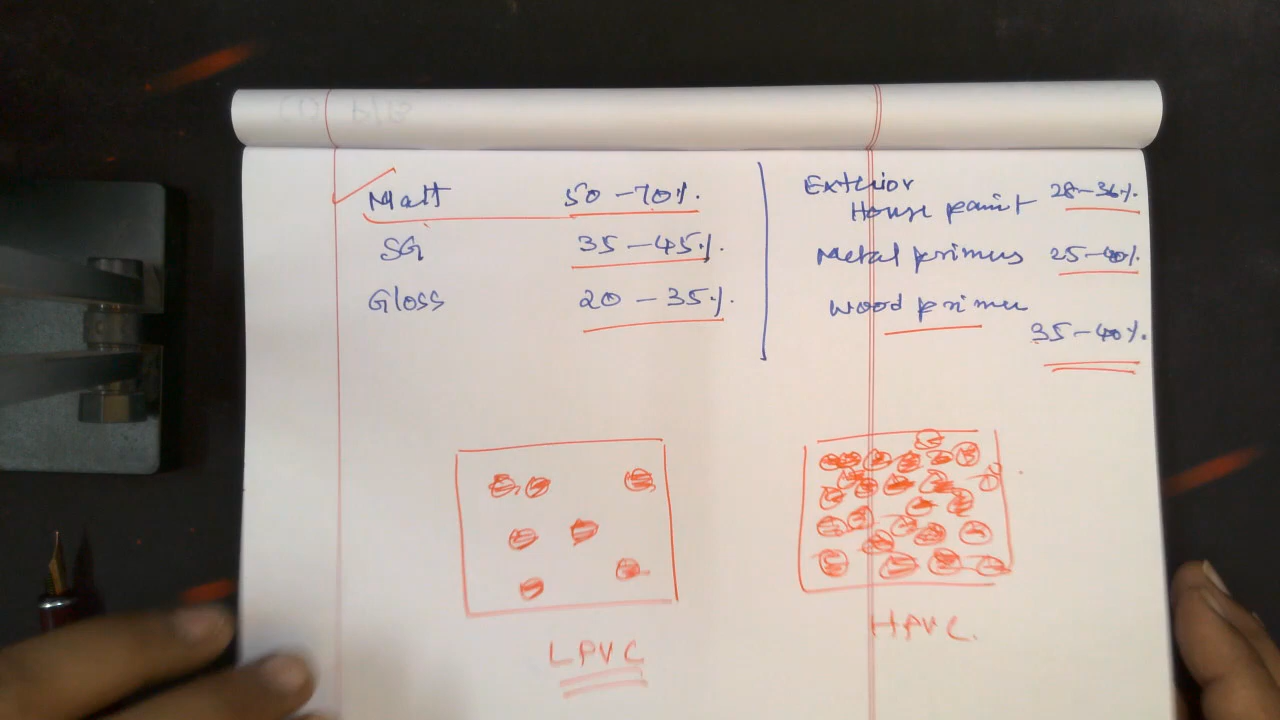 Matt 50-70%.
SG 35-45%.
Gloss 20-35%.
Exterior
House paint 28-36%.
Metal primers 25-40%.
Wood primer
35-40%.
LPVC
HPVC.